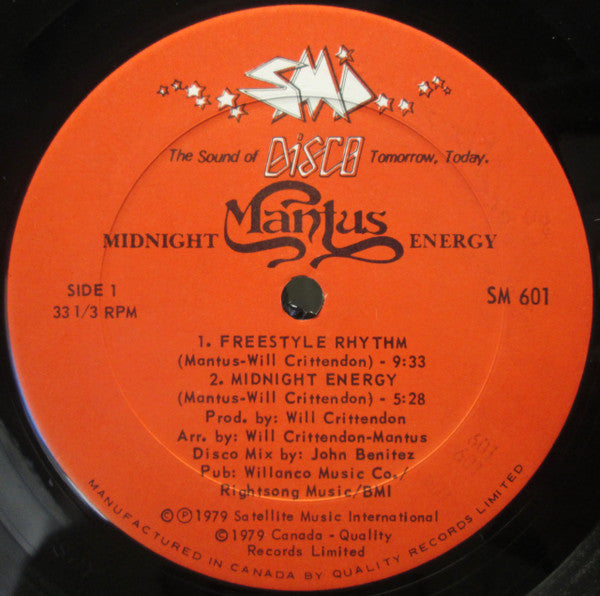 SMI
The Sound of DISCO Tomorrow, Today.
MIDNIGHT Mantus ENERGY
SIDE 1
33 1/3 RPM
SM 601
1. FREESTYLE RHYTHM
(Mantus-Will Crittendon) - 9:33
2. MIDNIGHT ENERGY
(Mantus-Will Crittendon) - 5:28
Prod. by: Will Crittendon
Arr. by: Will Crittendon-Mantus
Disco Mix by: John Benitez
Pub: Willanco Music Co./
Rightsong Music/BMI
©℗1979 Satellite Music International
©1979 Canada - Quality
Records Limited
MANUFACTURED IN CANADA BY QUALITY RECORDS LIMITED